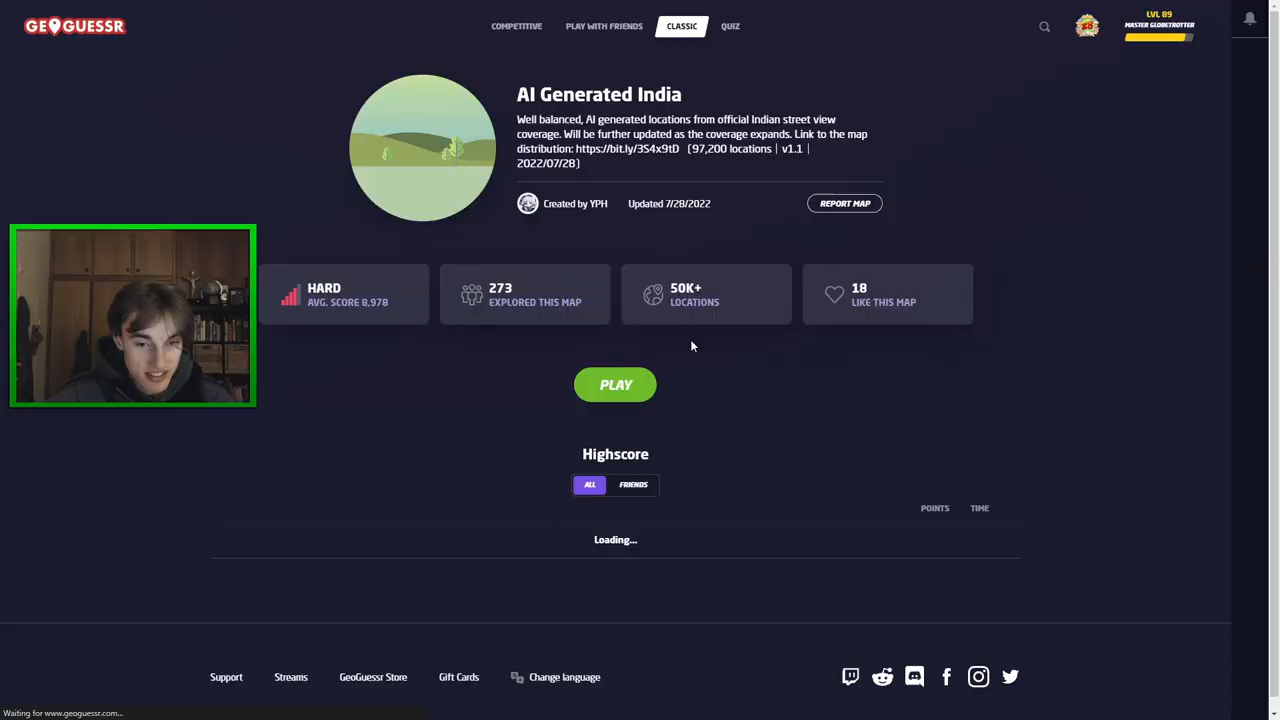 GEOGUESSR
COMPETITIVE
PLAY WITH FRIENDS
CLASSIC
QUIZ
28
LVL 89
MASTER GLOBETROTTER
AI Generated India
Well balanced, AI generated locations from official Indian street view
coverage. Will be further updated as the coverage expands. Link to the map
distribution: https://bit.ly/3S4x9tD [97,200 locations | v1.1 |
2022/07/28]
Created by YPH
Updated 7/28/2022
REPORT MAP
HARD
AVG. SCORE 8,978
273
EXPLORED THIS MAP
50K+
LOCATIONS
18
LIKE THIS MAP
PLAY
Highscore
ALL
FRIENDS
POINTS
TIME
Loading...
Support
Streams
GeoGuessr Store
Gift Cards
Change language
Waiting for www.geoguessr.com...